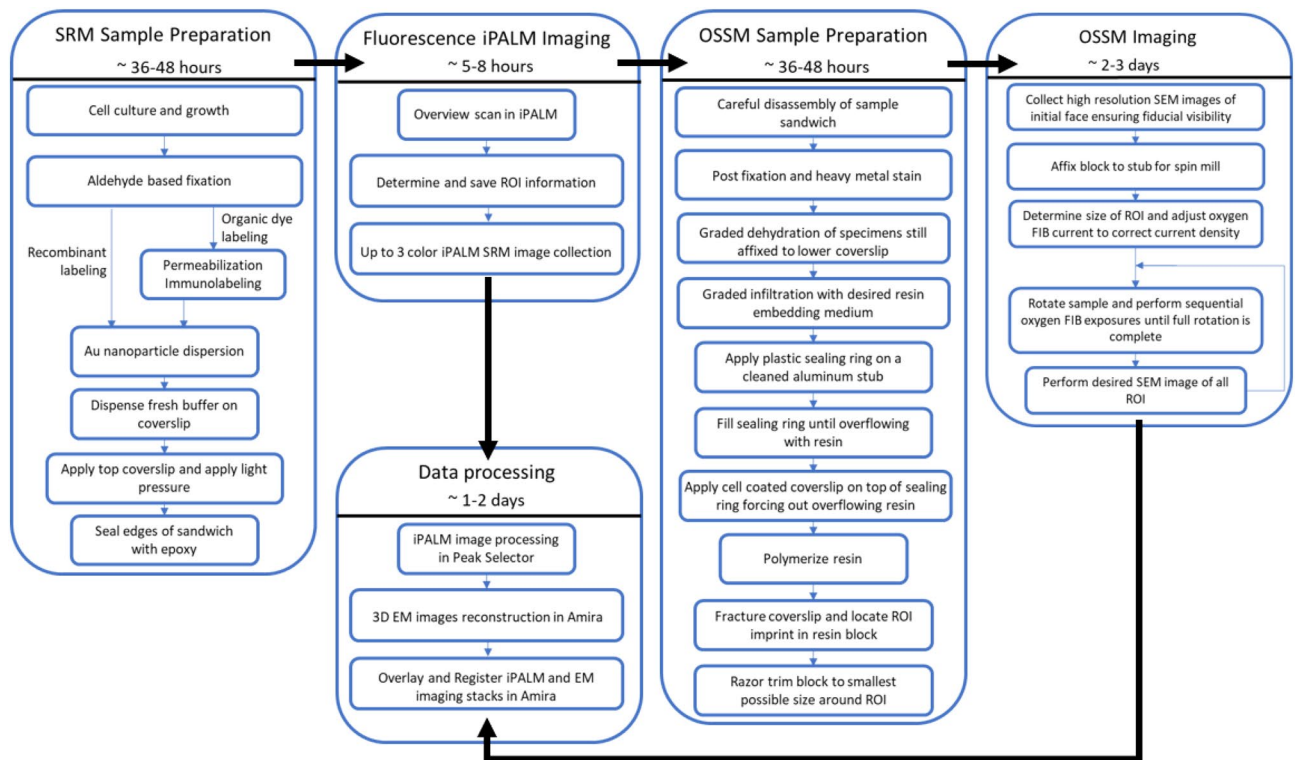 SRM Sample Preparation
~ 36-48 hours
Cell culture and growth
Aldehyde based fixation
Organic dye
labeling
Recombinant
labeling
Permeabilization
Immunolabeling
Au nanoparticle dispersion
Dispense fresh buffer on
coverslip
Apply top coverslip and apply light
pressure
Seal edges of sandwich
with epoxy
Fluorescence iPALM Imaging
~ 5-8 hours
Overview scan in iPALM
Determine and save ROI information
Up to 3 color iPALM SRM image collection
Data processing
~ 1-2 days
iPALM image processing
in Peak Selector
3D EM images reconstruction in Amira
Overlay and Register iPALM and EM
imaging stacks in Amira
OSSM Sample Preparation
~ 36-48 hours
Careful disassembly of sample
sandwich
Post fixation and heavy metal stain
Graded dehydration of specimens still
affixed to lower coverslip
Graded infiltration with desired resin
embedding medium
Apply plastic sealing ring on a
cleaned aluminum stub
Fill sealing ring until overflowing
with resin
Apply cell coated coverslip on top of sealing
ring forcing out overflowing resin
Polymerize resin
Fracture coverslip and locate ROI
imprint in resin block
Razor trim block to smallest
possible size around ROI
OSSM Imaging
~ 2-3 days
Collect high resolution SEM images of
initial face ensuring fiducial visibility
Affix block to stub for spin mill
Determine size of ROI and adjust oxygen
FIB current to correct current density
Rotate sample and perform sequential
oxygen FIB exposures until full rotation is
complete
Perform desired SEM image of all
ROI